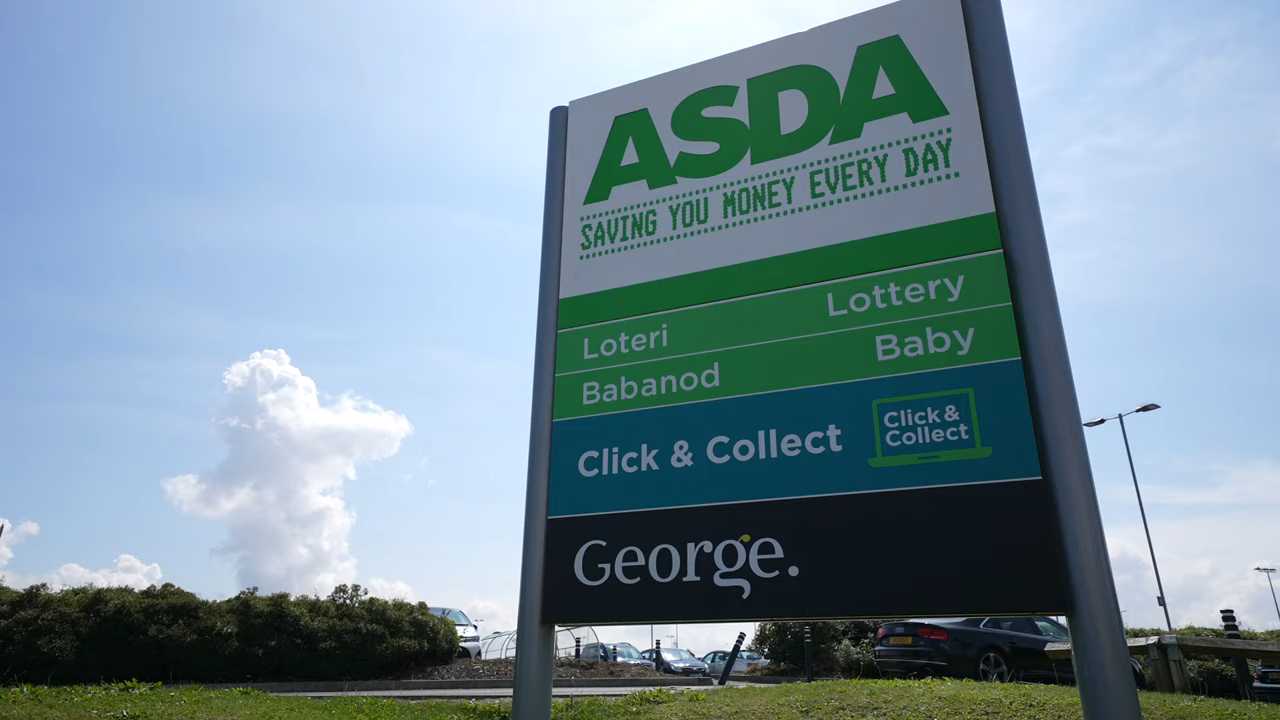 ASDA
SAVING YOU MONEY EVERY DAY
Loteri Lottery
Babanod Baby
Click & Collect
Click &
Collect
George.